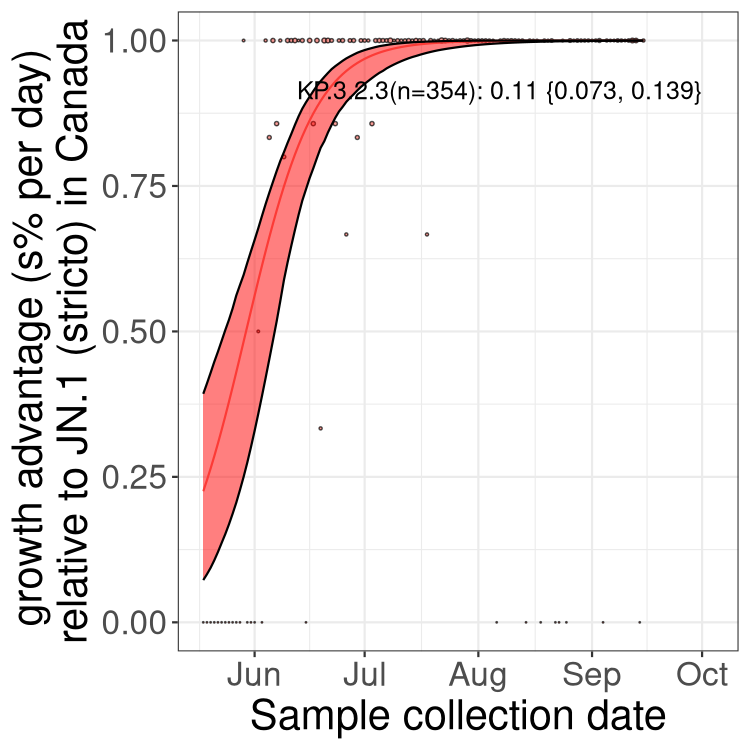 growth advantage (s% per day)
relative to JN.1 (stricto) in Canada
1.00
0.75
0.50
0.25
0.00
KP.3.2.3(n=354): 0.11 {0.073, 0.139}
Jun Jul Aug Sep Oct
Sample collection date